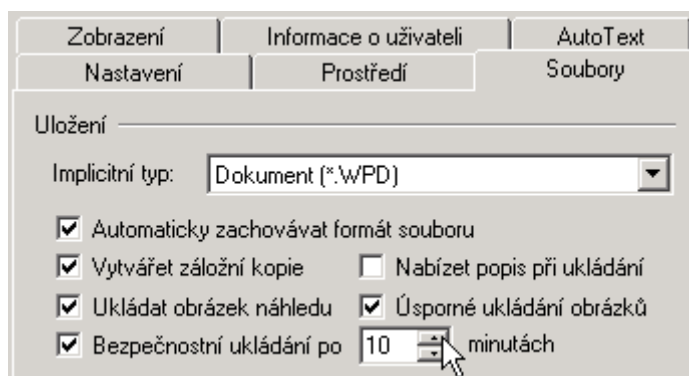 Zobrazení Informace o uživateli AutoText
Nastavení Prostředí Soubory
Uložení
Implicitní typ: Dokument (*.WPD)
Automaticky zachovávat formát souboru
Vytvářet záložní kopie Nabízet popis při ukládání
Ukládat obrázek náhledu Úsporné ukládání obrázků
Bezpečnostní ukládání po 10 minutách